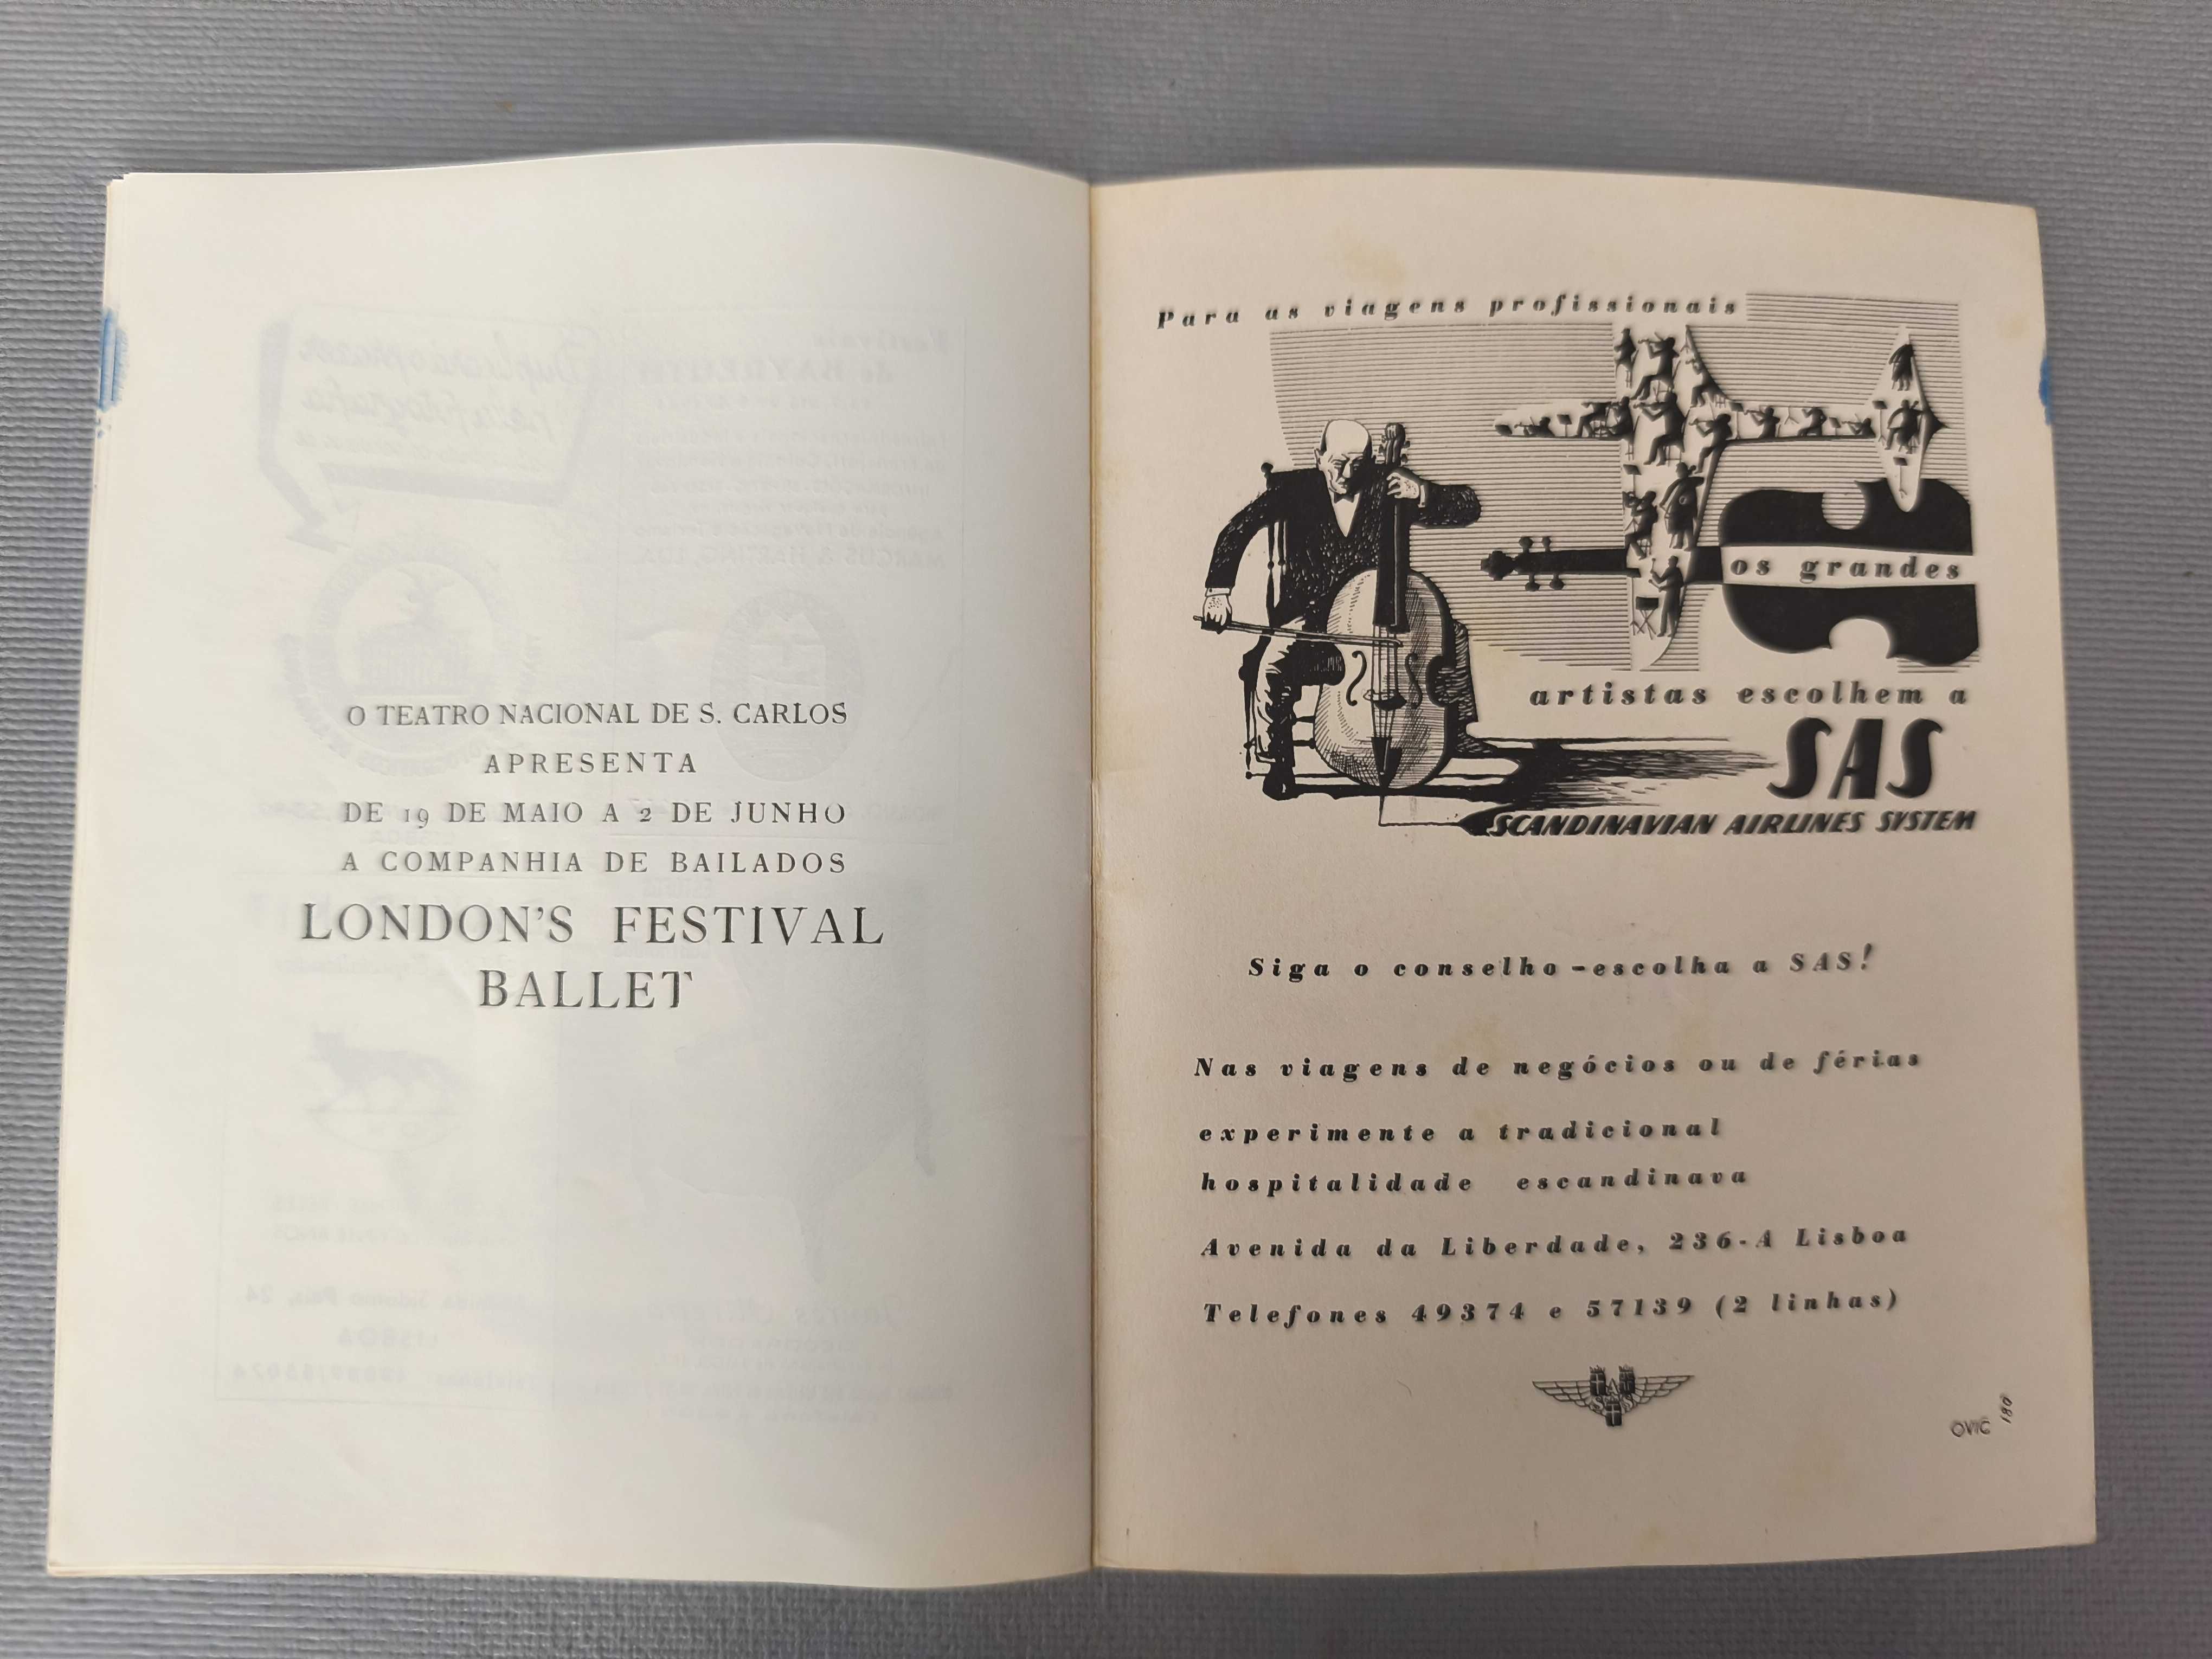 O TEATRO NACIONAL DE S. CARLOS
APRESENTA
DE 19 DE MAIO A 2 DE JUNHO
A COMPANHIA DE BAILADOS
LONDON'S FESTIVAL
BALLET
Para as viagens profissionais
os grandes
artistas escolhem a
SAS
SCANDINAVIAN AIRLINES SYSTEM
Siga o conselho-escolha a SAS!
Nas viagens de negócios ou de férias
experimente a tradicional
hospitalidade escandinava
Avenida da Liberdade, 236-A Lisboa
Telefones 49374 e 57139 (2 linhas)
OVIC 180